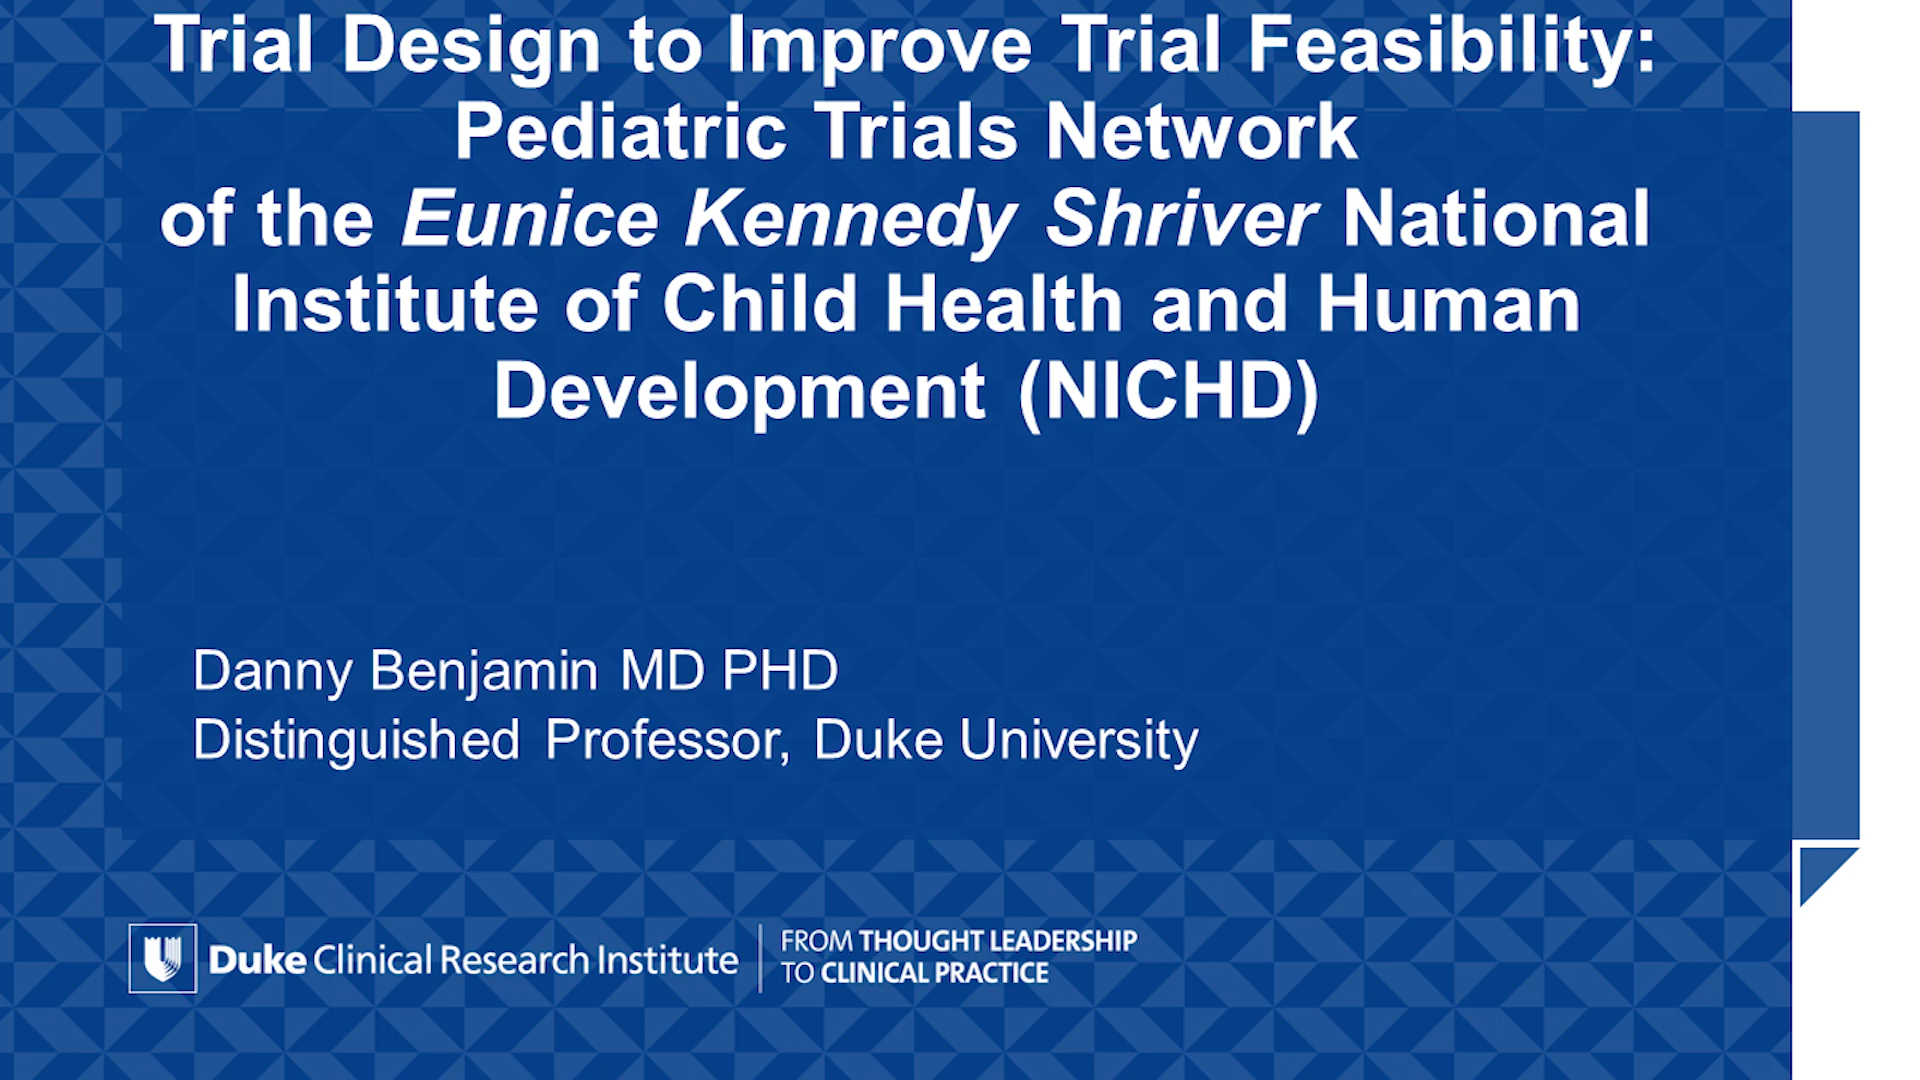 Trial Design to Improve Trial Feasibility:
Pediatric Trials Network
of the Eunice Kennedy Shriver National
Institute of Child Health and Human
Development (NICHD)
Danny Benjamin MD PHD
Distinguished Professor, Duke University
Duke Clinical Research Institute
FROM THOUGHT LEADERSHIP
TO CLINICAL PRACTICE